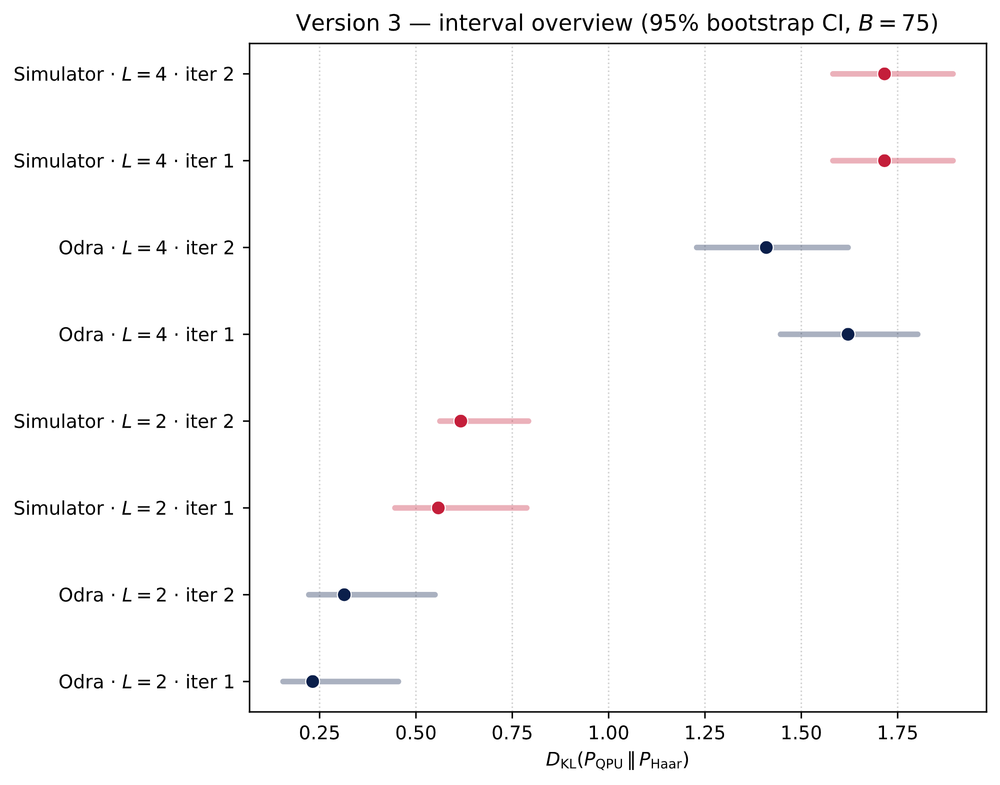 Version 3 — interval overview (95% bootstrap CI, B = 75)
Simulator · L = 4 · iter 2
Simulator · L = 4 · iter 1
Odra · L = 4 · iter 2
Odra · L = 4 · iter 1
Simulator · L = 2 · iter 2
Simulator · L = 2 · iter 1
Odra · L = 2 · iter 2
Odra · L = 2 · iter 1
0.25 0.50 0.75 1.00 1.25 1.50 1.75
D_KL(P_QPU ‖ P_Haar)